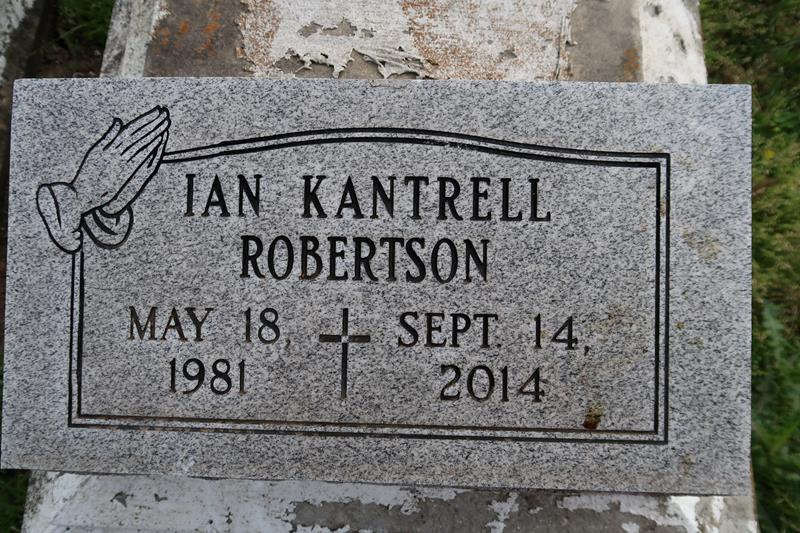 IAN KANTRELL
ROBERTSON
MAY 18, SEPT. 14,
1981 2014